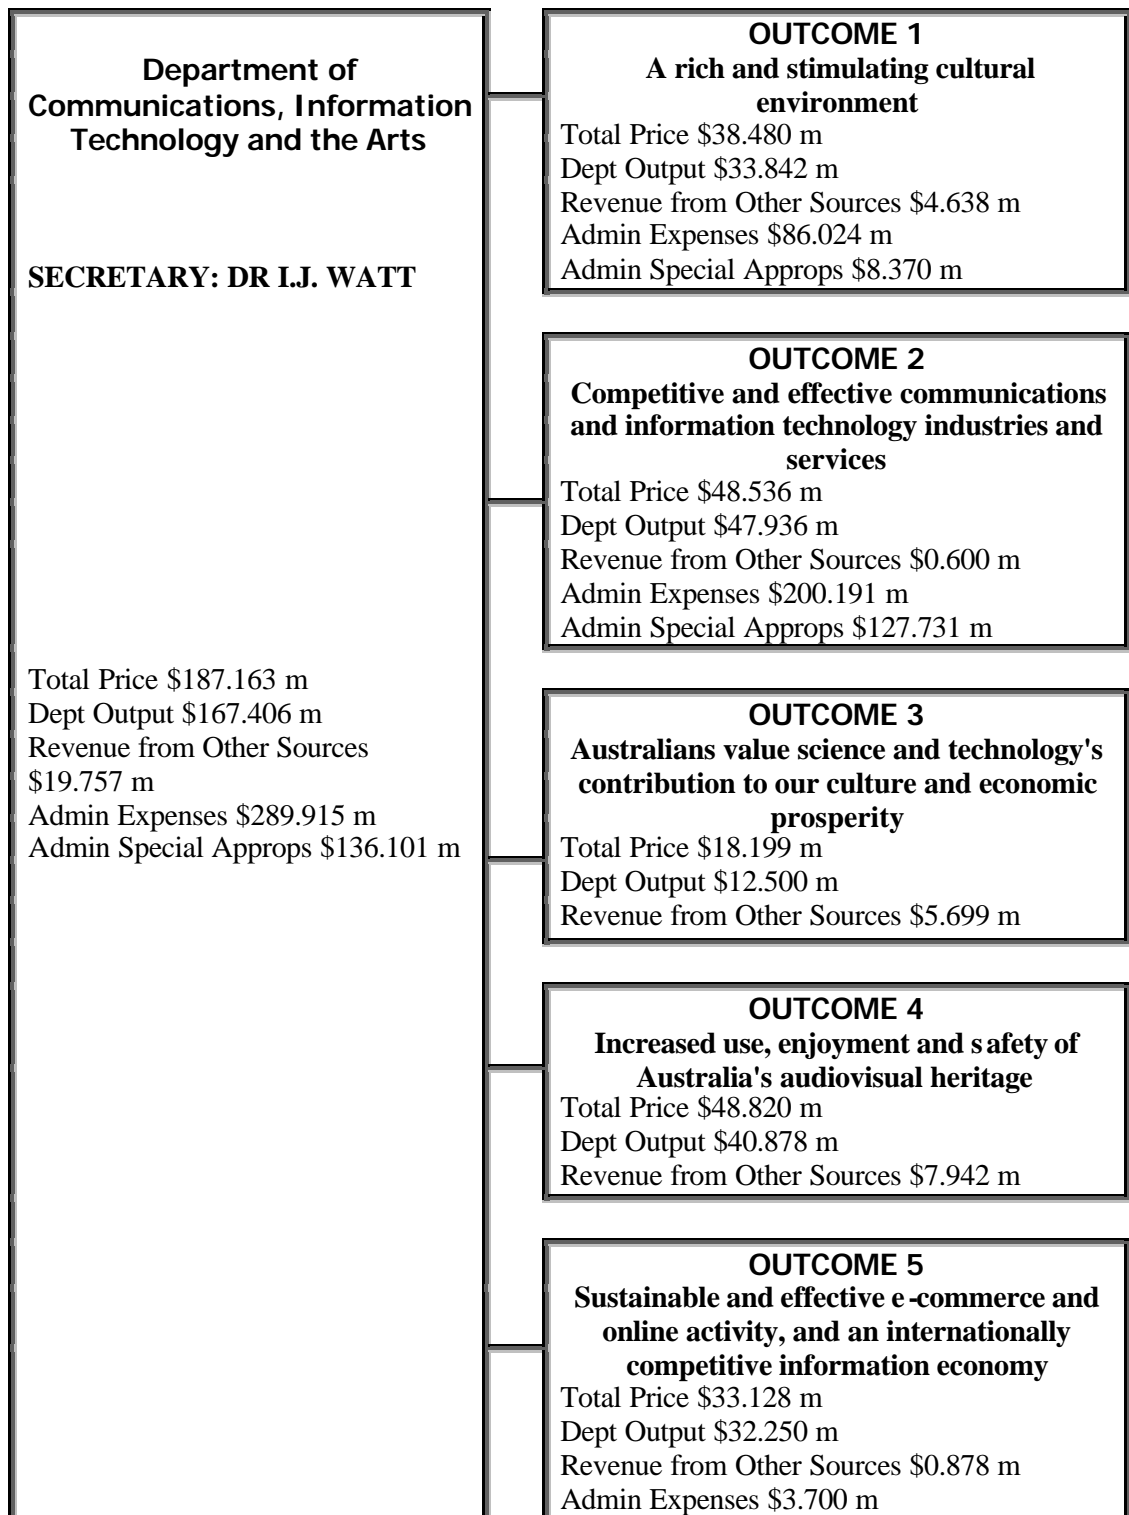 Department of
Communications, Information
Technology and the Arts
SECRETARY: DR I.J. WATT
Total Price $187.163 m
Dept Output $167.406 m
Revenue from Other Sources
$19.757 m
Admin Expenses $289.915 m
Admin Special Approps $136.101 m
OUTCOME 1
A rich and stimulating cultural
environment
Total Price $38.480 m
Dept Output $33.842 m
Revenue from Other Sources $4.638 m
Admin Expenses $86.024 m
Admin Special Approps $8.370 m
OUTCOME 2
Competitive and effective communications
and information technology industries and
services
Total Price $48.536 m
Dept Output $47.936 m
Revenue from Other Sources $0.600 m
Admin Expenses $200.191 m
Admin Special Approps $127.731 m
OUTCOME 3
Australians value science and technology's
contribution to our culture and economic
prosperity
Total Price $18.199 m
Dept Output $12.500 m
Revenue from Other Sources $5.699 m
OUTCOME 4
Increased use, enjoyment and safety of
Australia's audiovisual heritage
Total Price $48.820 m
Dept Output $40.878 m
Revenue from Other Sources $7.942 m
OUTCOME 5
Sustainable and effective e-commerce and
online activity, and an internationally
competitive information economy
Total Price $33.128 m
Dept Output $32.250 m
Revenue from Other Sources $0.878 m
Admin Expenses $3.700 m